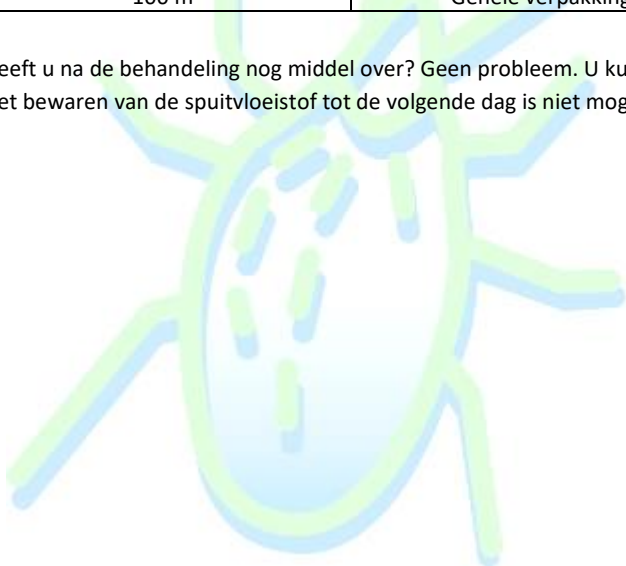 100 m Gehele verpakking
eeft u na de behandeling nog middel over? Geen probleem. U ku
et bewaren van de spuitvloeistof tot de volgende dag is niet mog